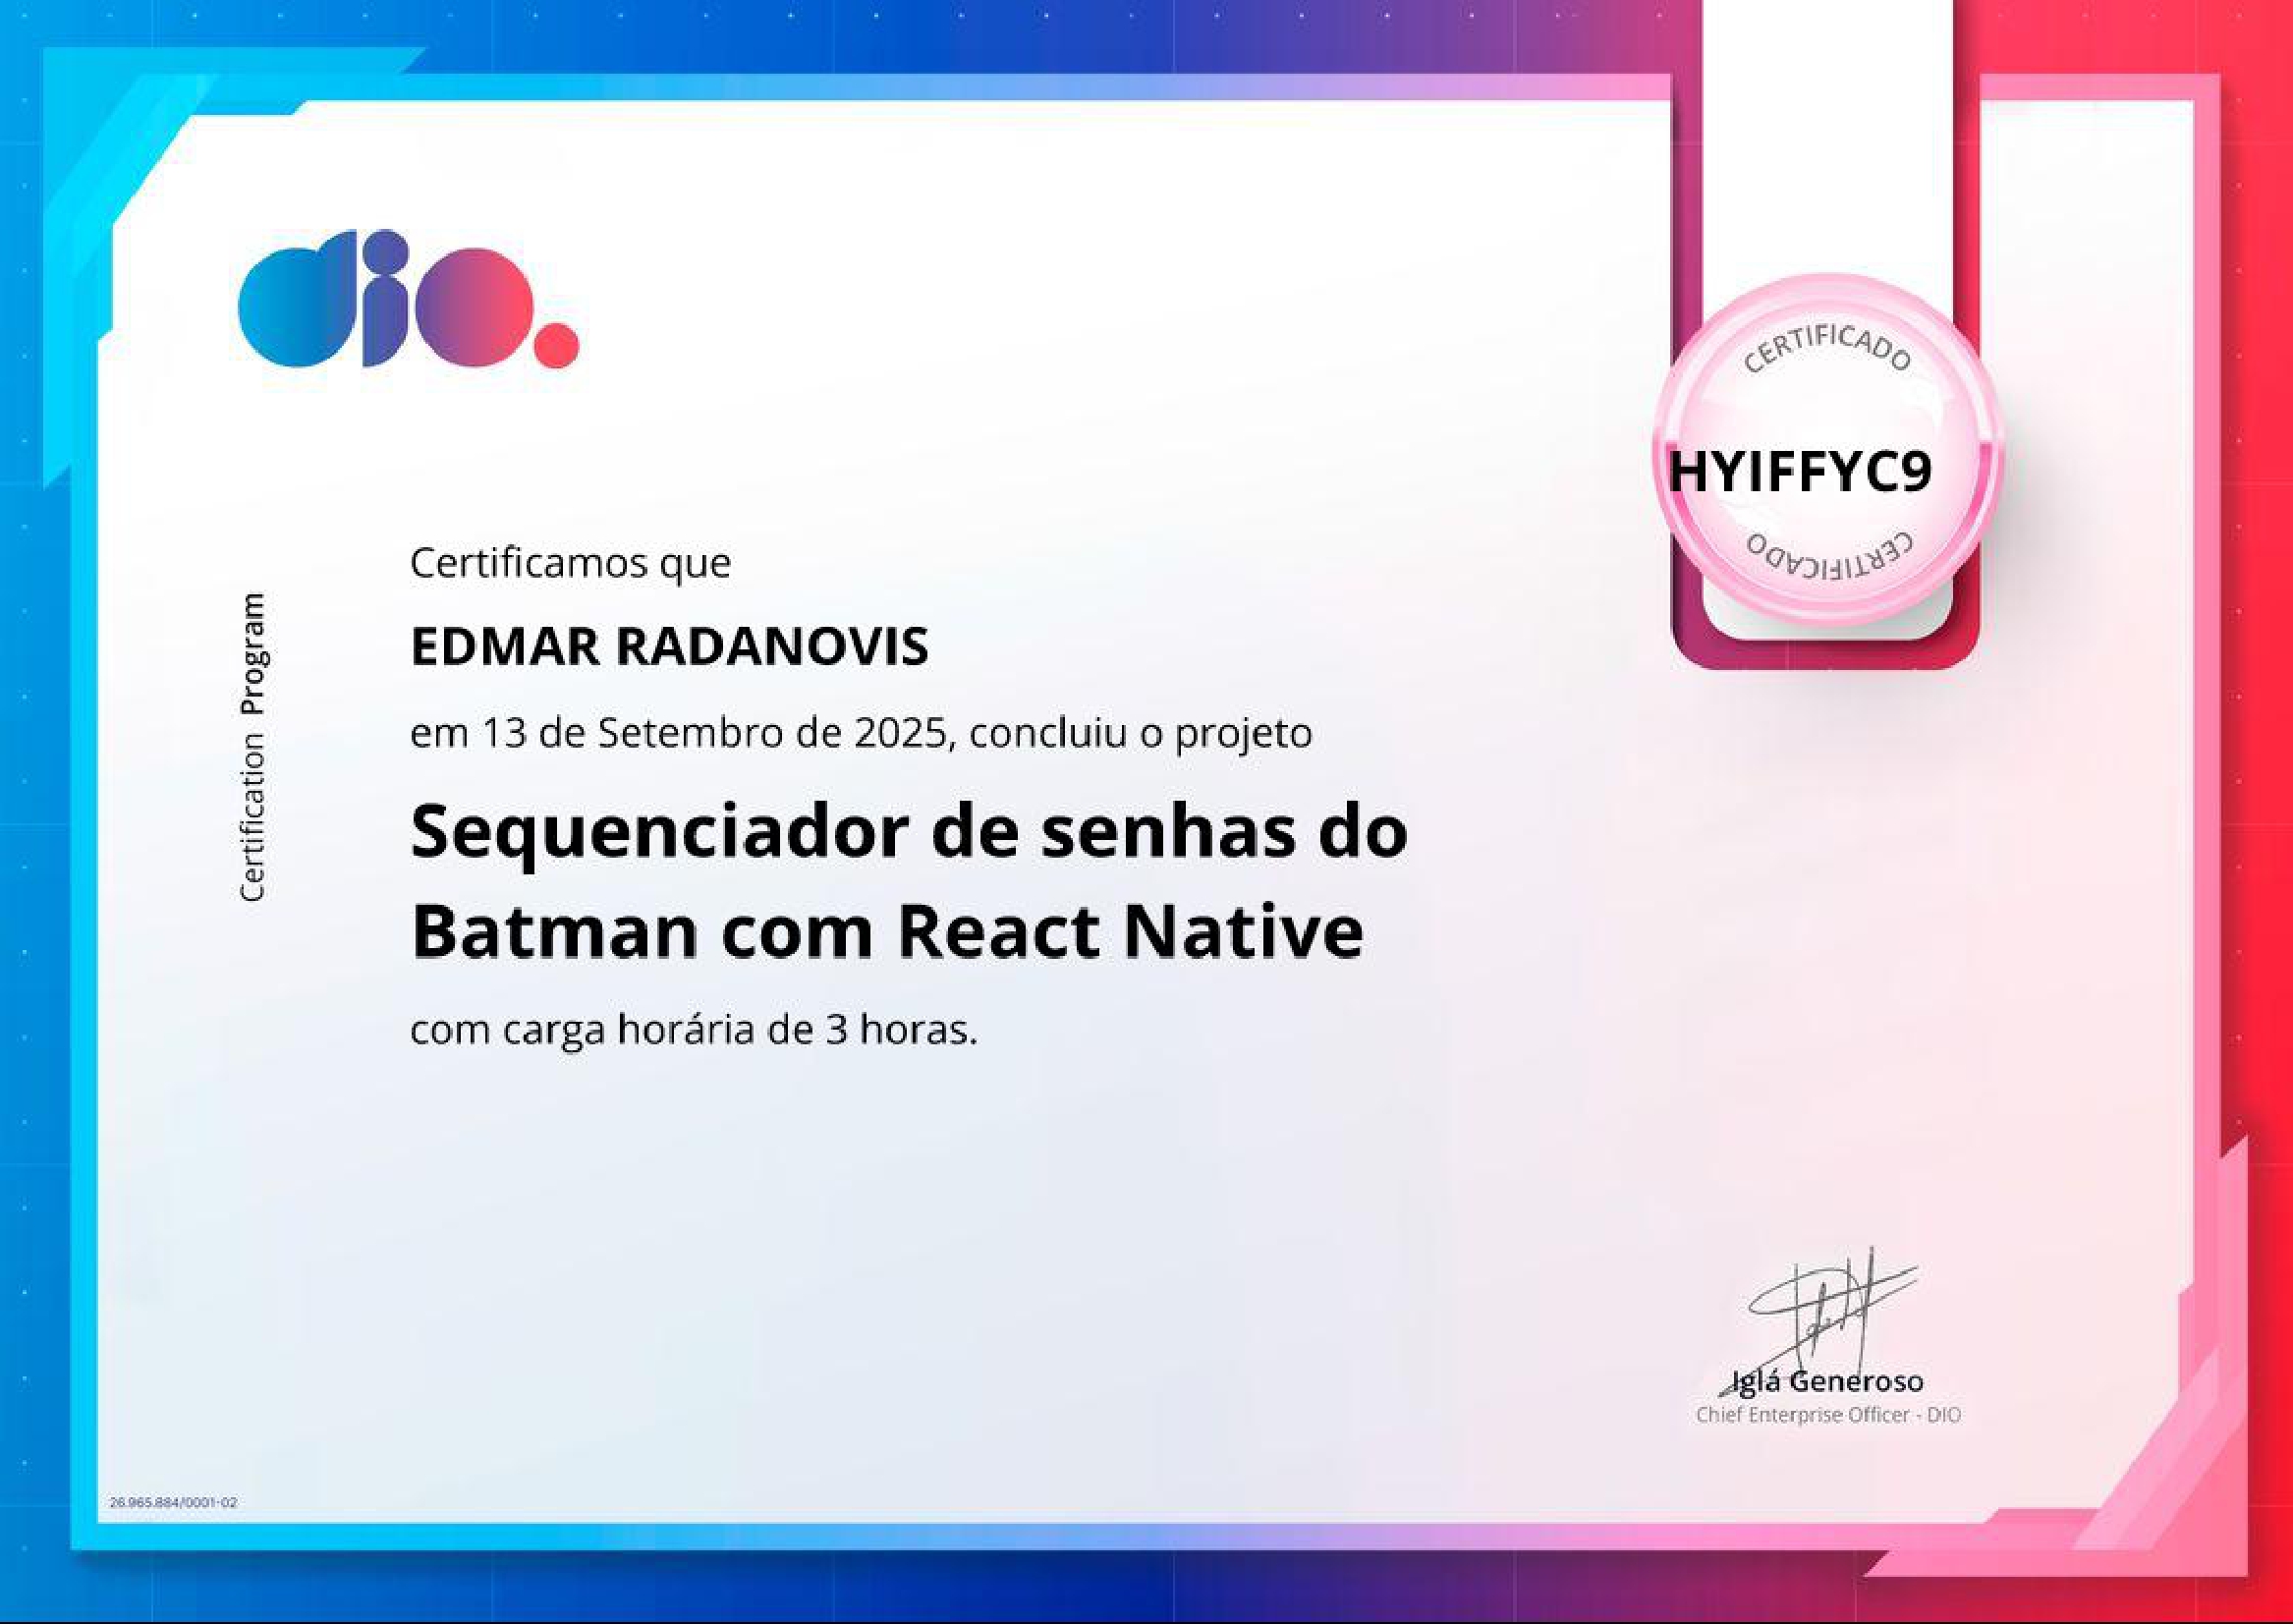 dio.
CERTIFICADO
HYIFFYC9
CERTIFICADO
Certification Program
Certificamos que
EDMAR RADANOVIS
em 13 de Setembro de 2025, concluiu o projeto
Sequenciador de senhas do
Batman com React Native
com carga horária de 3 horas.
Iglá Generoso
Chief Enterprise Officer - DIO
26.965.884/0001-02